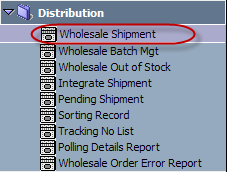 Distribution
Wholesale Shipment
Wholesale Batch Mgt
Wholesale Out of Stock
Integrate Shipment
Pending Shipment
Sorting Record
Tracking No List
Polling Details Report
Wholesale Order Error Report